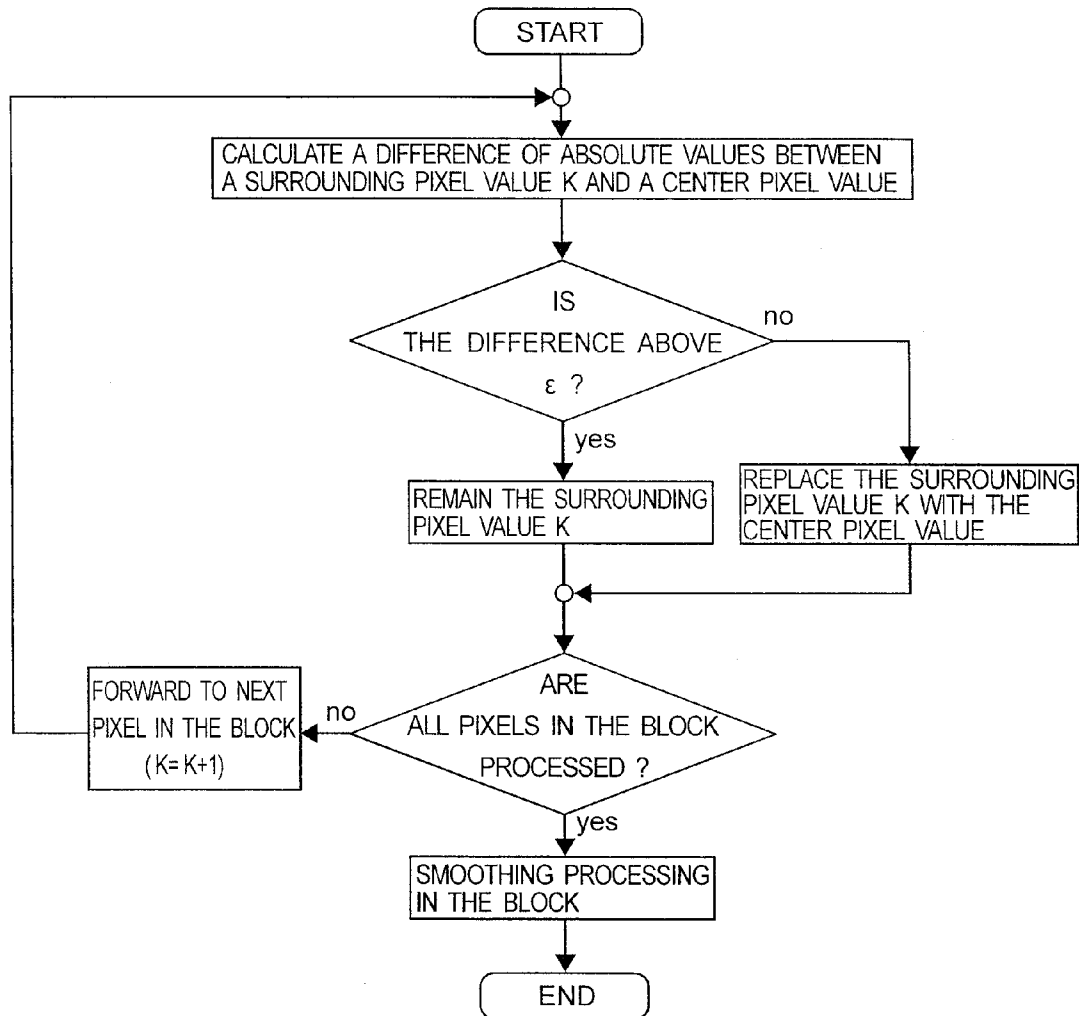 START
CALCULATE A DIFFERENCE OF ABSOLUTE VALUES BETWEEN
A SURROUNDING PIXEL VALUE K AND A CENTER PIXEL VALUE
IS
THE DIFFERENCE ABOVE
ε ?
no
yes
REMAIN THE SURROUNDING
PIXEL VALUE K
REPLACE THE SURROUNDING
PIXEL VALUE K WITH THE
CENTER PIXEL VALUE
ARE
ALL PIXELS IN THE BLOCK
PROCESSED ?
no
FORWARD TO NEXT
PIXEL IN THE BLOCK
(K=K+1)
yes
SMOOTHING PROCESSING
IN THE BLOCK
END